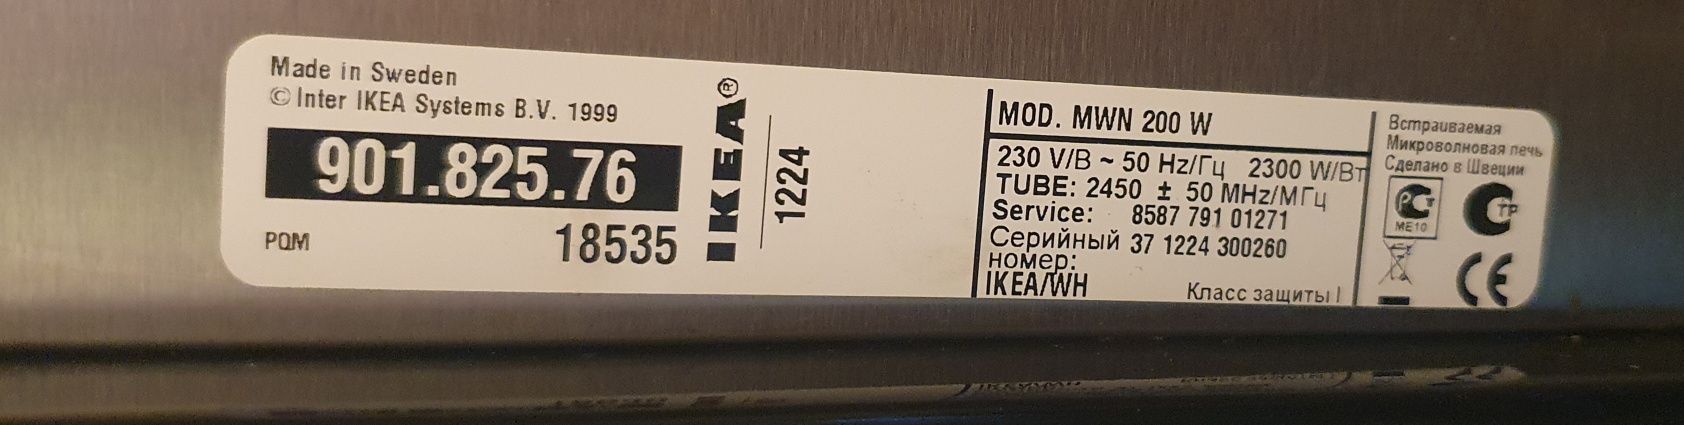 Made in Sweden
© Inter IKEA Systems B.V. 1999
901.825.76
PQM 18535
IKEA®
1224
MOD. MWN 200 W
230 V/В ~ 50 Hz/Гц 2300 W/Вт
TUBE: 2450 ± 50 MHz/МГц
Service: 8587 791 01271
Серийный 37 1224 300260
номер:
IKEA/WH
Класс защиты I
Встраиваемая
Микроволновая печь
Сделано в Швеции
РСТ
ME10
ТР
CE